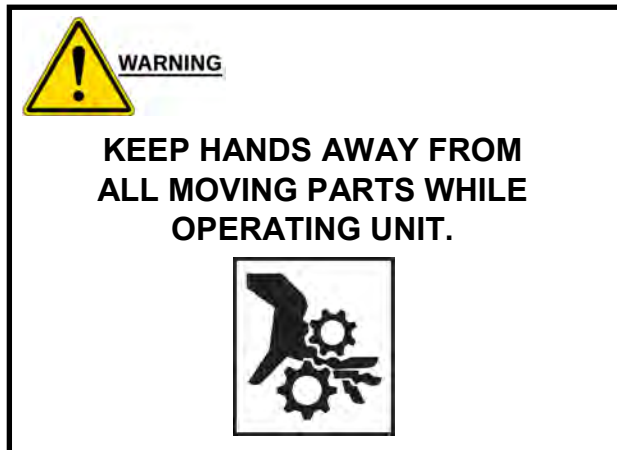 WARNING
KEEP HANDS AWAY FROM
ALL MOVING PARTS WHILE
OPERATING UNIT.